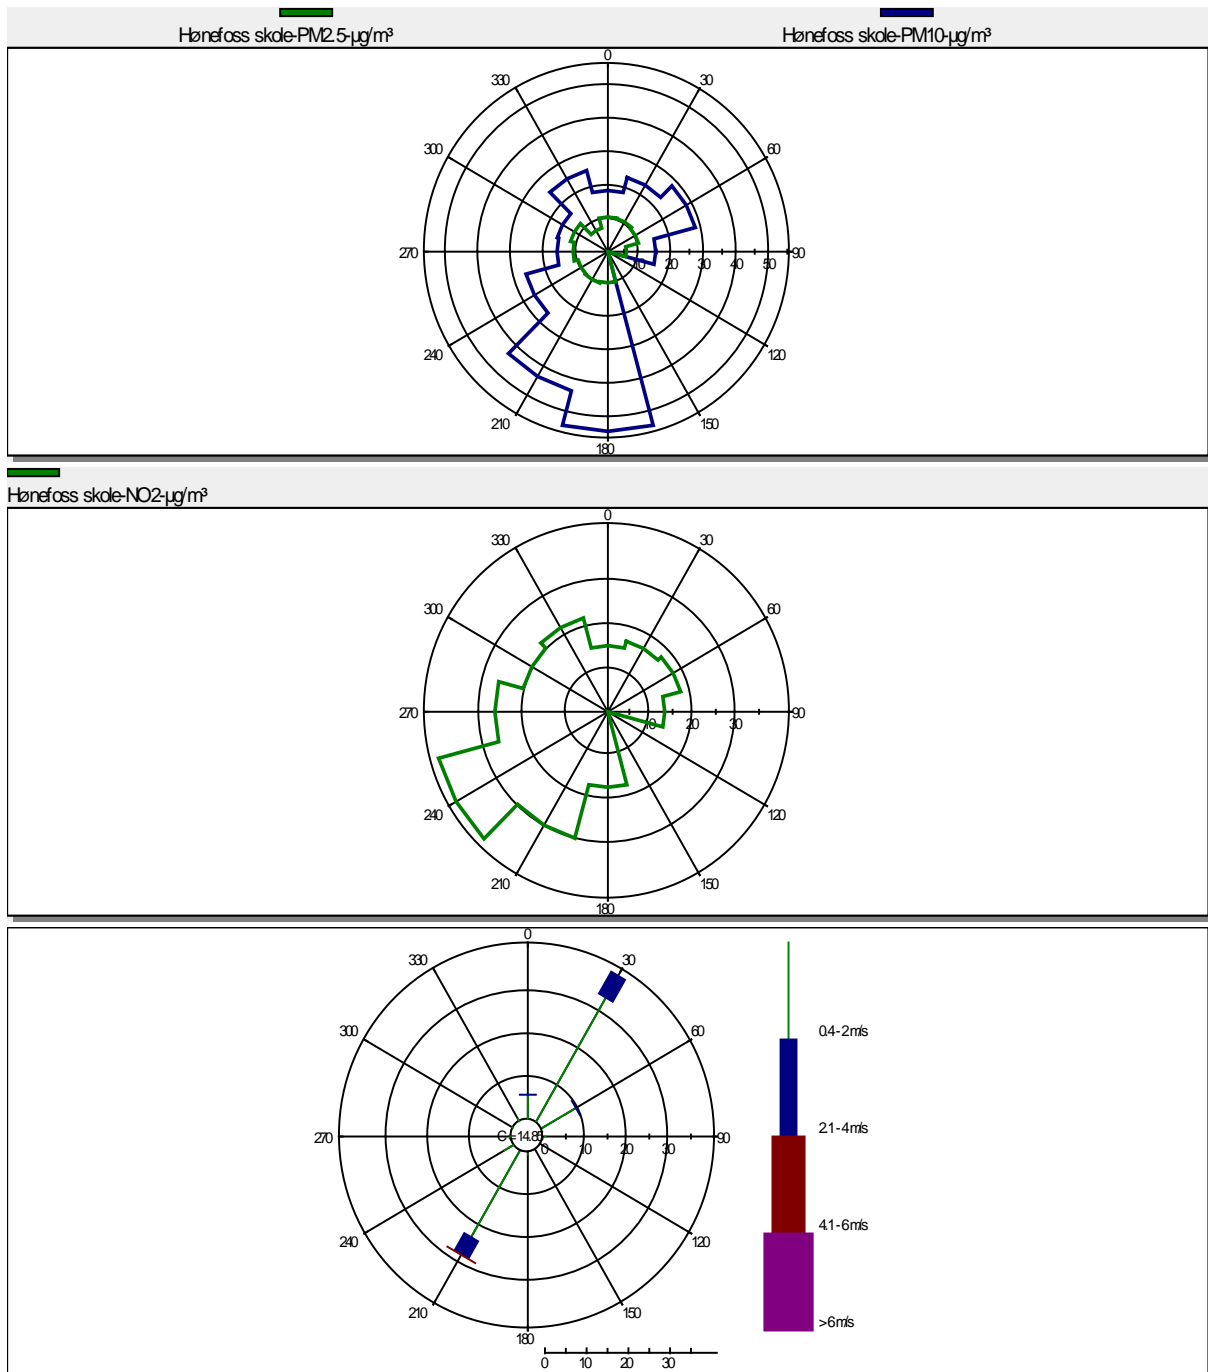 Hønefoss skole-PM2.5-µg/m³ Hønefoss skole-PM10-µg/m³
0
330 30
300 60
270 10 20 30 40 50 90
240 120
210 150
180
Hønefoss skole-NO2-µg/m³
0
330 30
300 60
270 10 20 30 90
240 120
210 150
180
0
330 30
300 60
0.4-2m/s
270 C=14.85 0 10 20 30 90
2.1-4m/s
240 120
4.1-6m/s
210 150
180
>6m/s
0 10 20 30